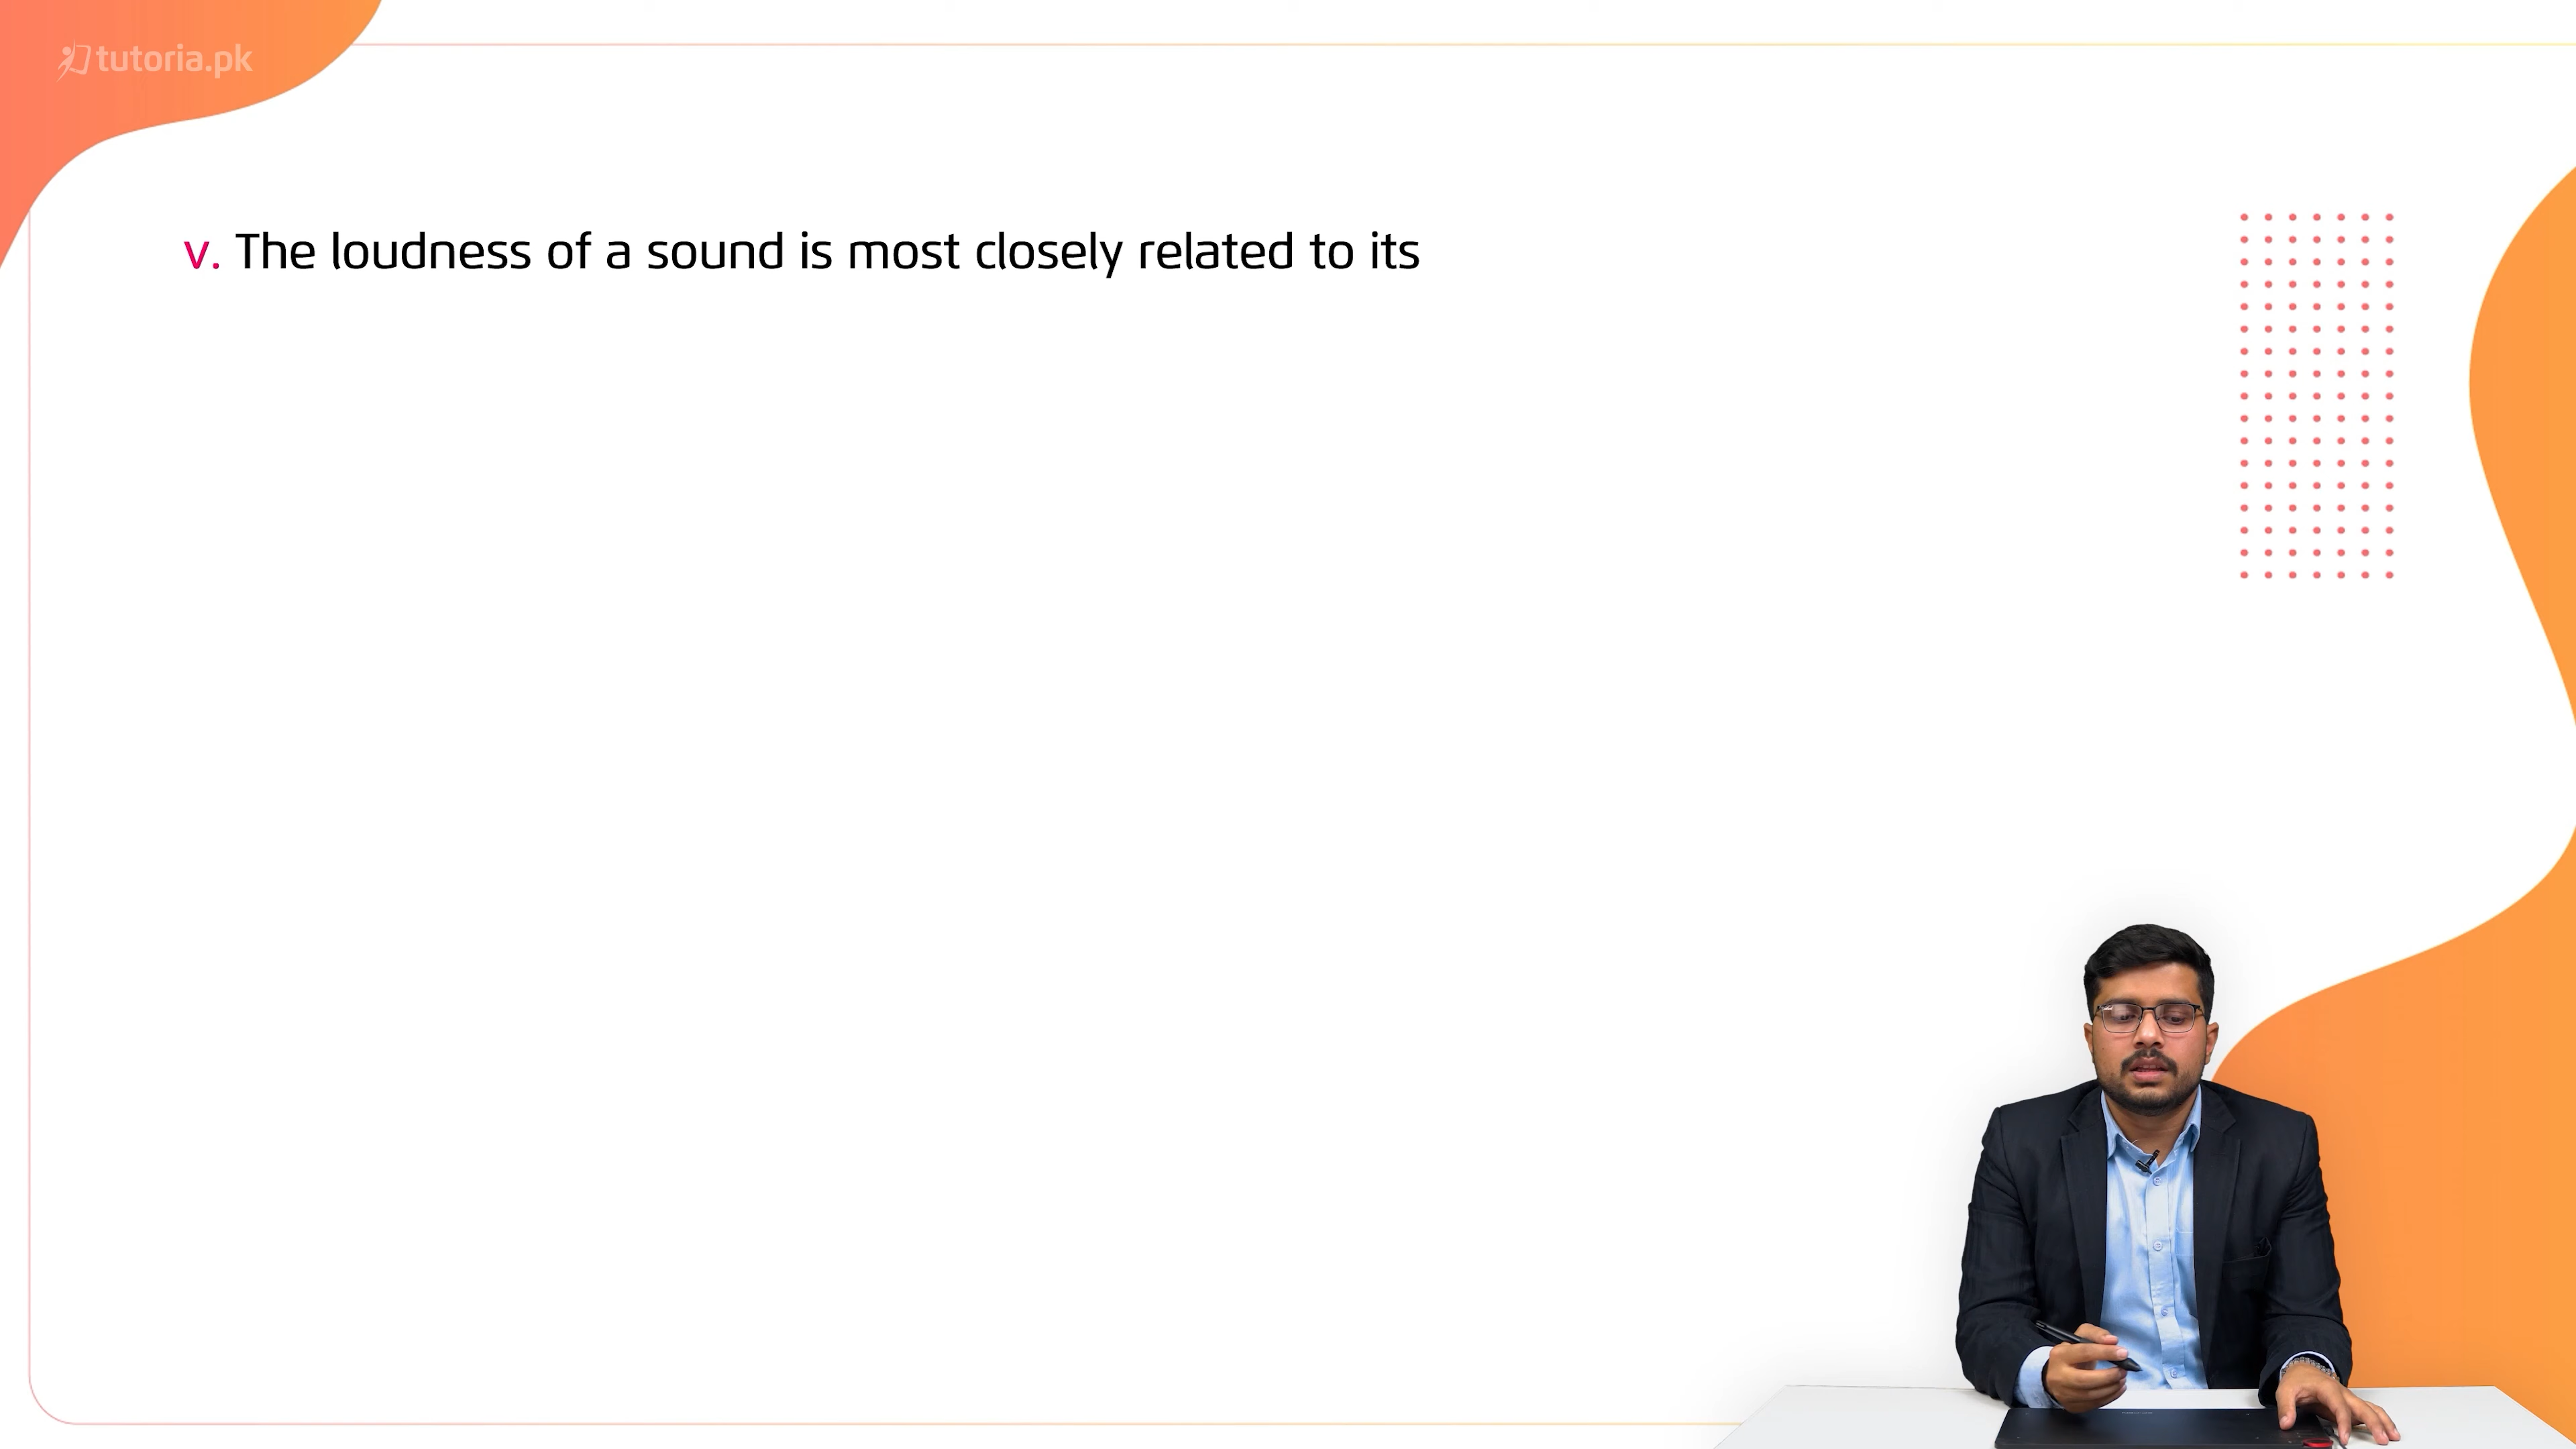 tutoria.pk
v. The loudness of a sound is most closely related to its